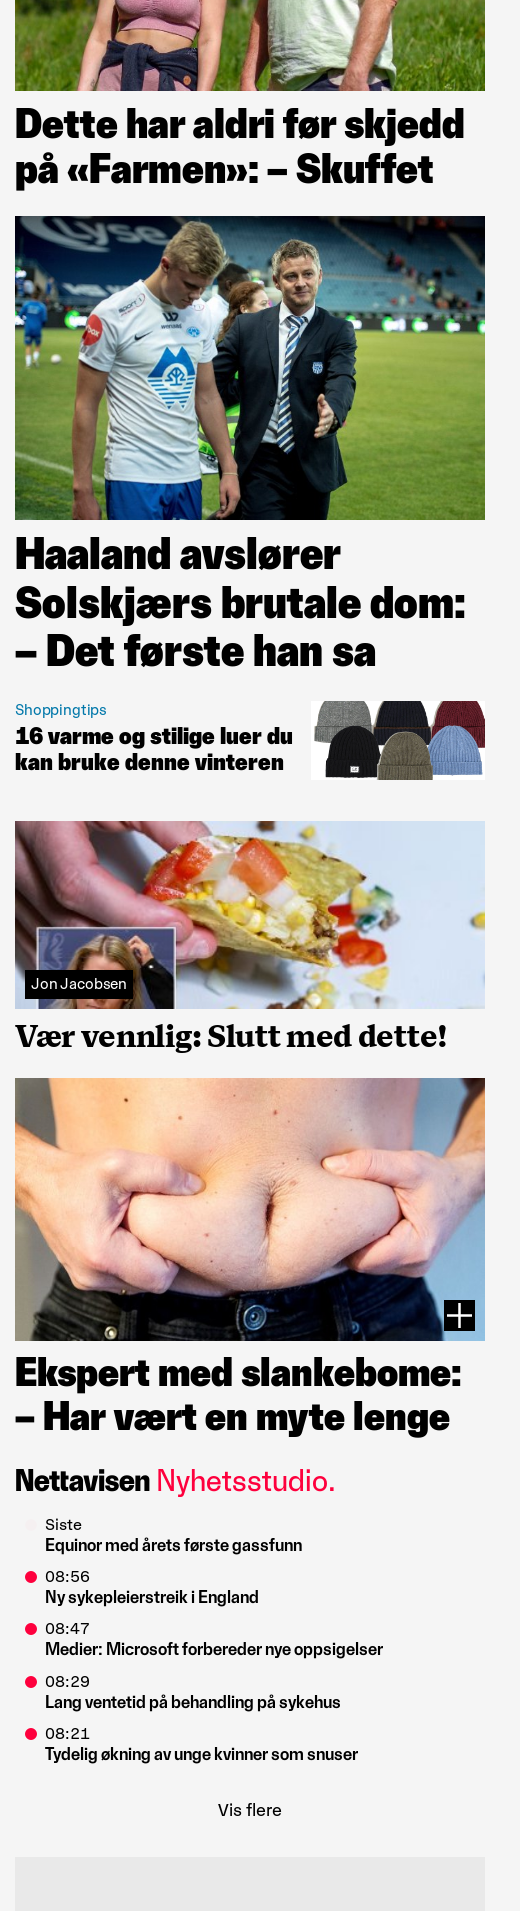 Dette har aldri før skjedd
på «Farmen»: – Skuffet
Lyse
Haaland avslører
Solskjærs brutale dom:
– Det første han sa
Shoppingtips
16 varme og stilige luer du
kan bruke denne vinteren
Jon Jacobsen
Vær vennlig: Slutt med dette!
Ekspert med slankebome:
– Har vært en myte lenge
Nettavisen Nyhetsstudio.
Siste
Equinor med årets første gassfunn
08:56
Ny sykepleierstreik i England
08:47
Medier: Microsoft forbereder nye oppsigelser
08:29
Lang ventetid på behandling på sykehus
08:21
Tydelig økning av unge kvinner som snuser
Vis flere